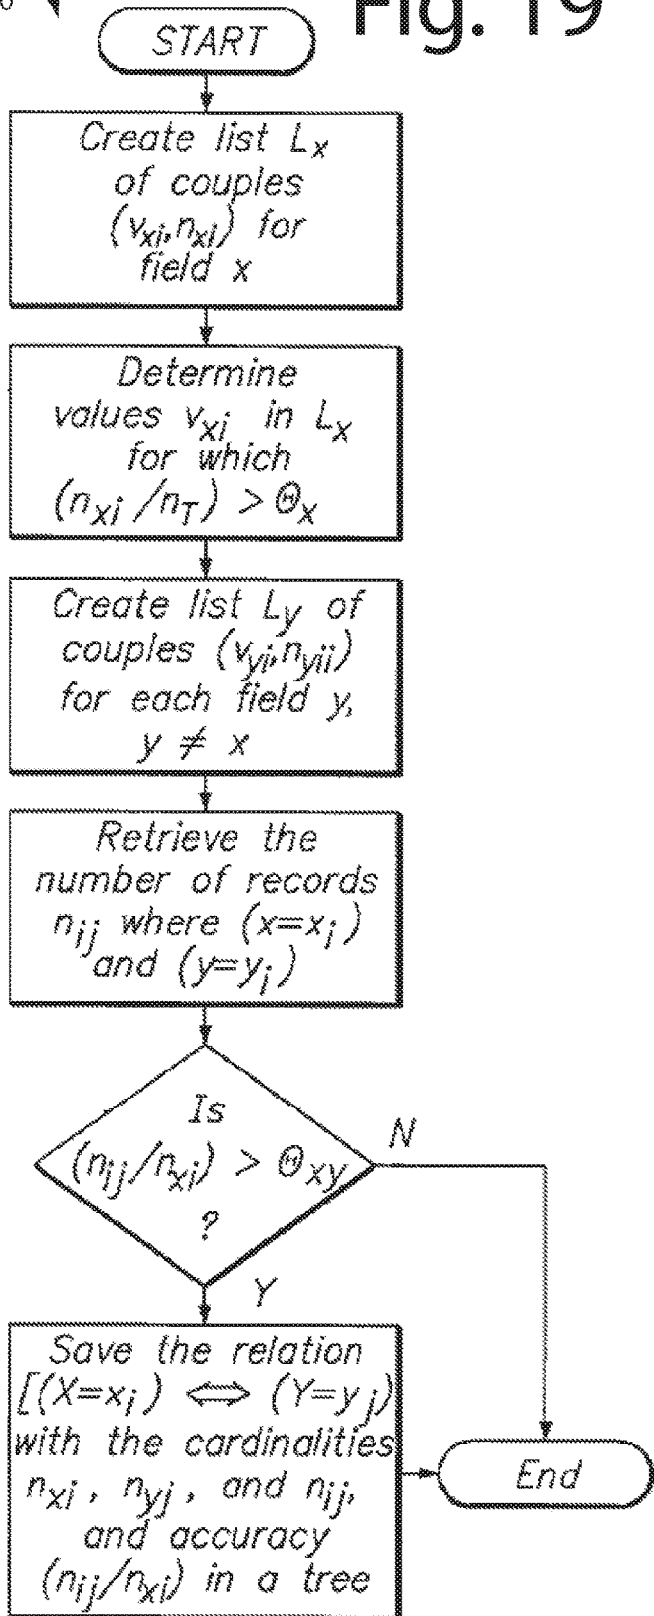 Fig. 19
START
Create list Lx
of couples
(vxi,nxi) for
field x
Determine
values vxi in Lx
for which
(nxi /nT) > Θx
Create list Ly of
couples (vyi,nyii)
for each field y,
y ≠ x
Retrieve the
number of records
nij where (x=xi)
and (y=yi)
Is
(nij/nxi) > Θxy
?
N
Y
Save the relation
[(X=xi) ⟺ (Y=yj)
with the cardinalities
nxi, nyj, and nij,
and accuracy
(nij/nxi) in a tree
End